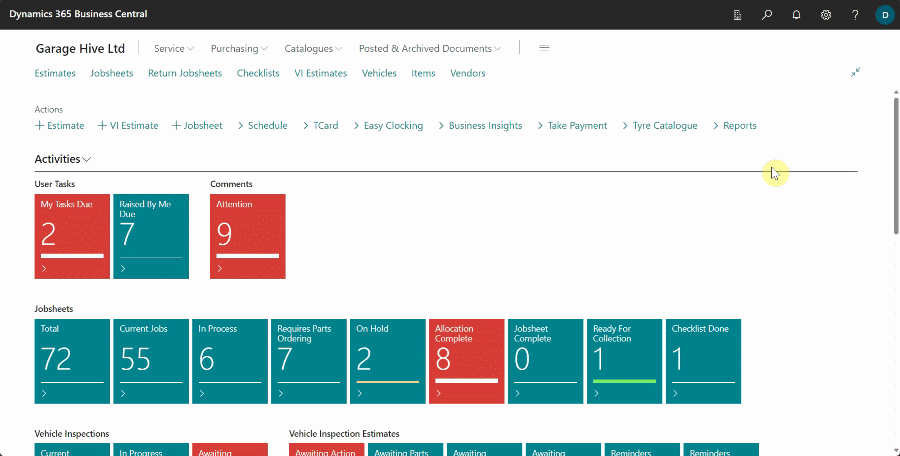 Dynamics 365 Business Central
D
Garage Hive Ltd Service Purchasing Catalogues Posted & Archived Documents
Estimates Jobsheets Return Jobsheets Checklists VI Estimates Vehicles Items Vendors
Actions
+ Estimate + VI Estimate + Jobsheet > Schedule > TCard > Easy Clocking > Business Insights > Take Payment > Tyre Catalogue > Reports
Activities
User Tasks Comments
My Tasks Due
2
Raised By Me
Due
7
Attention
9
Jobsheets
Total
72
Current Jobs
55
In Process
6
Requires Parts
Ordering
7
On Hold
2
Allocation
Complete
8
Jobsheet
Complete
0
Ready For
Collection
1
Checklist Done
1
Vehicle Inspections Vehicle Inspection Estimates
Current In Progress Awaiting Awaiting Action Awaiting Parts Awaiting Awaiting Reminders Reminders